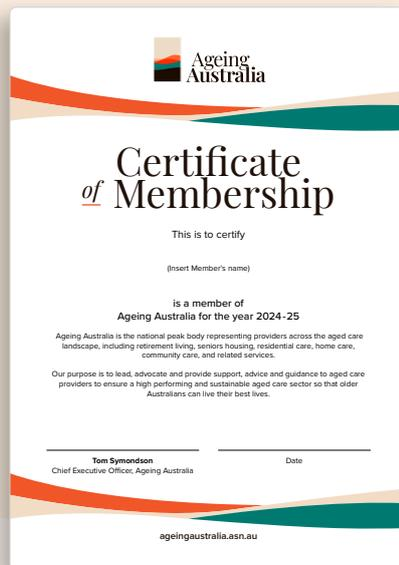 Ageing
Australia
Certificate
of Membership
This is to certify
(Insert Member's name)
is a member of
Ageing Australia for the year 2024-25
Ageing Australia is the national peak body representing providers across the aged care
landscape, including retirement living, seniors housing, residential care, home care,
community care, and related services.
Our purpose is to lead, advocate and provide support, advice and guidance to aged care
providers to ensure a high performing and sustainable aged care sector so that older
Australians can live their best lives.
Tom Symondson
Chief Executive Officer, Ageing Australia
Date
ageingaustralia.asn.au